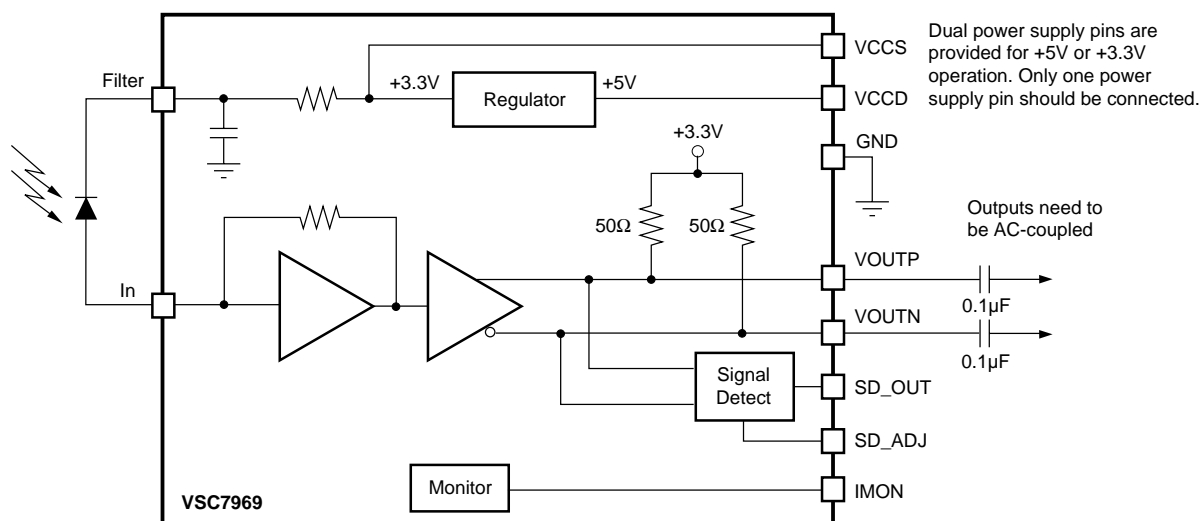 VCCS
Dual power supply pins are
provided for +5V or +3.3V
operation. Only one power
supply pin should be connected.
Filter
+3.3V
Regulator
+5V
VCCD
+3.3V
GND
50Ω
50Ω
Outputs need to
be AC-coupled
In
VOUTP
0.1µF
VOUTN
0.1µF
Signal
Detect
SD_OUT
SD_ADJ
Monitor
IMON
VSC7969